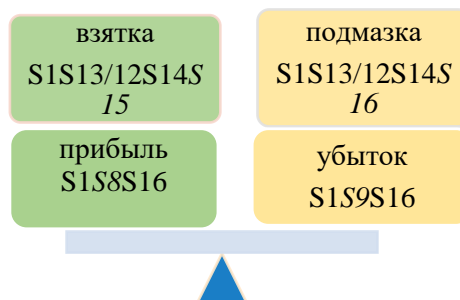 взятка
S1S13/12S14S
15
подмазка
S1S13/12S14S
16
прибыль
S1S8S16
убыток
S1S9S16